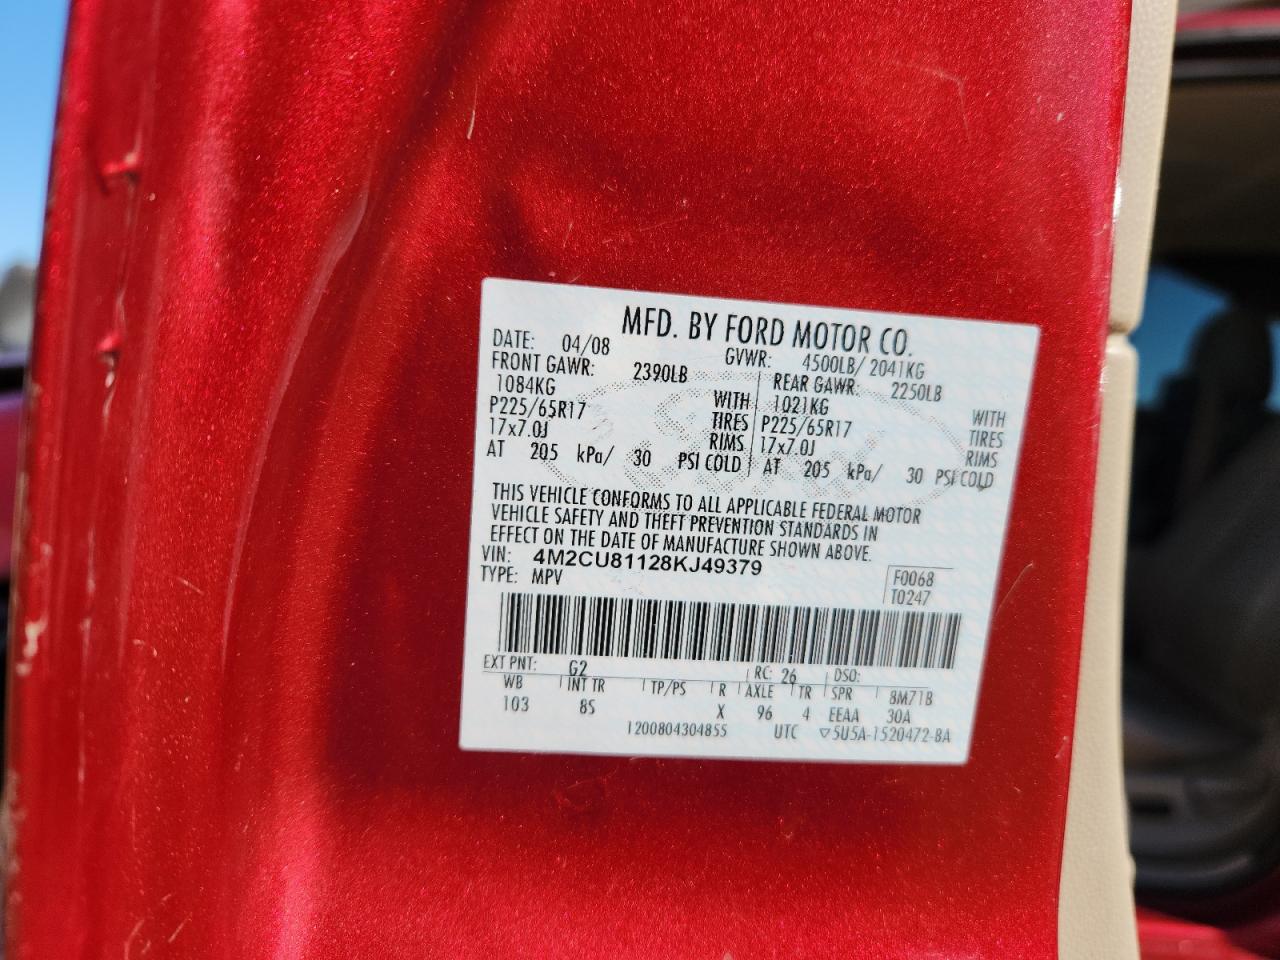 MFD. BY FORD MOTOR CO.
DATE: 04/08 GVWR: 4500LB/ 2041KG
FRONT GAWR: 2390LB REAR GAWR: 2250LB
1084KG WITH 1021KG WITH
P225/65R17 TIRES P225/65R17 TIRES
17x7.0J RIMS 17x7.0J RIMS
AT 205 kPa/ 30 PSI COLD AT 205 kPa/ 30 PSI COLD
THIS VEHICLE CONFORMS TO ALL APPLICABLE FEDERAL MOTOR
VEHICLE SAFETY AND THEFT PREVENTION STANDARDS IN
EFFECT ON THE DATE OF MANUFACTURE SHOWN ABOVE.
VIN: 4M2CU81128KJ49379 F0068
TYPE: MPV T0247
EXT PNT: G2 RC: 26 DSO:
WB INT TR TP/PS R AXLE TR SPR 8M71B
103 8S X 96 4 EEAA 30A
1200804304855 UTC ▽5U5A-1520472-BA